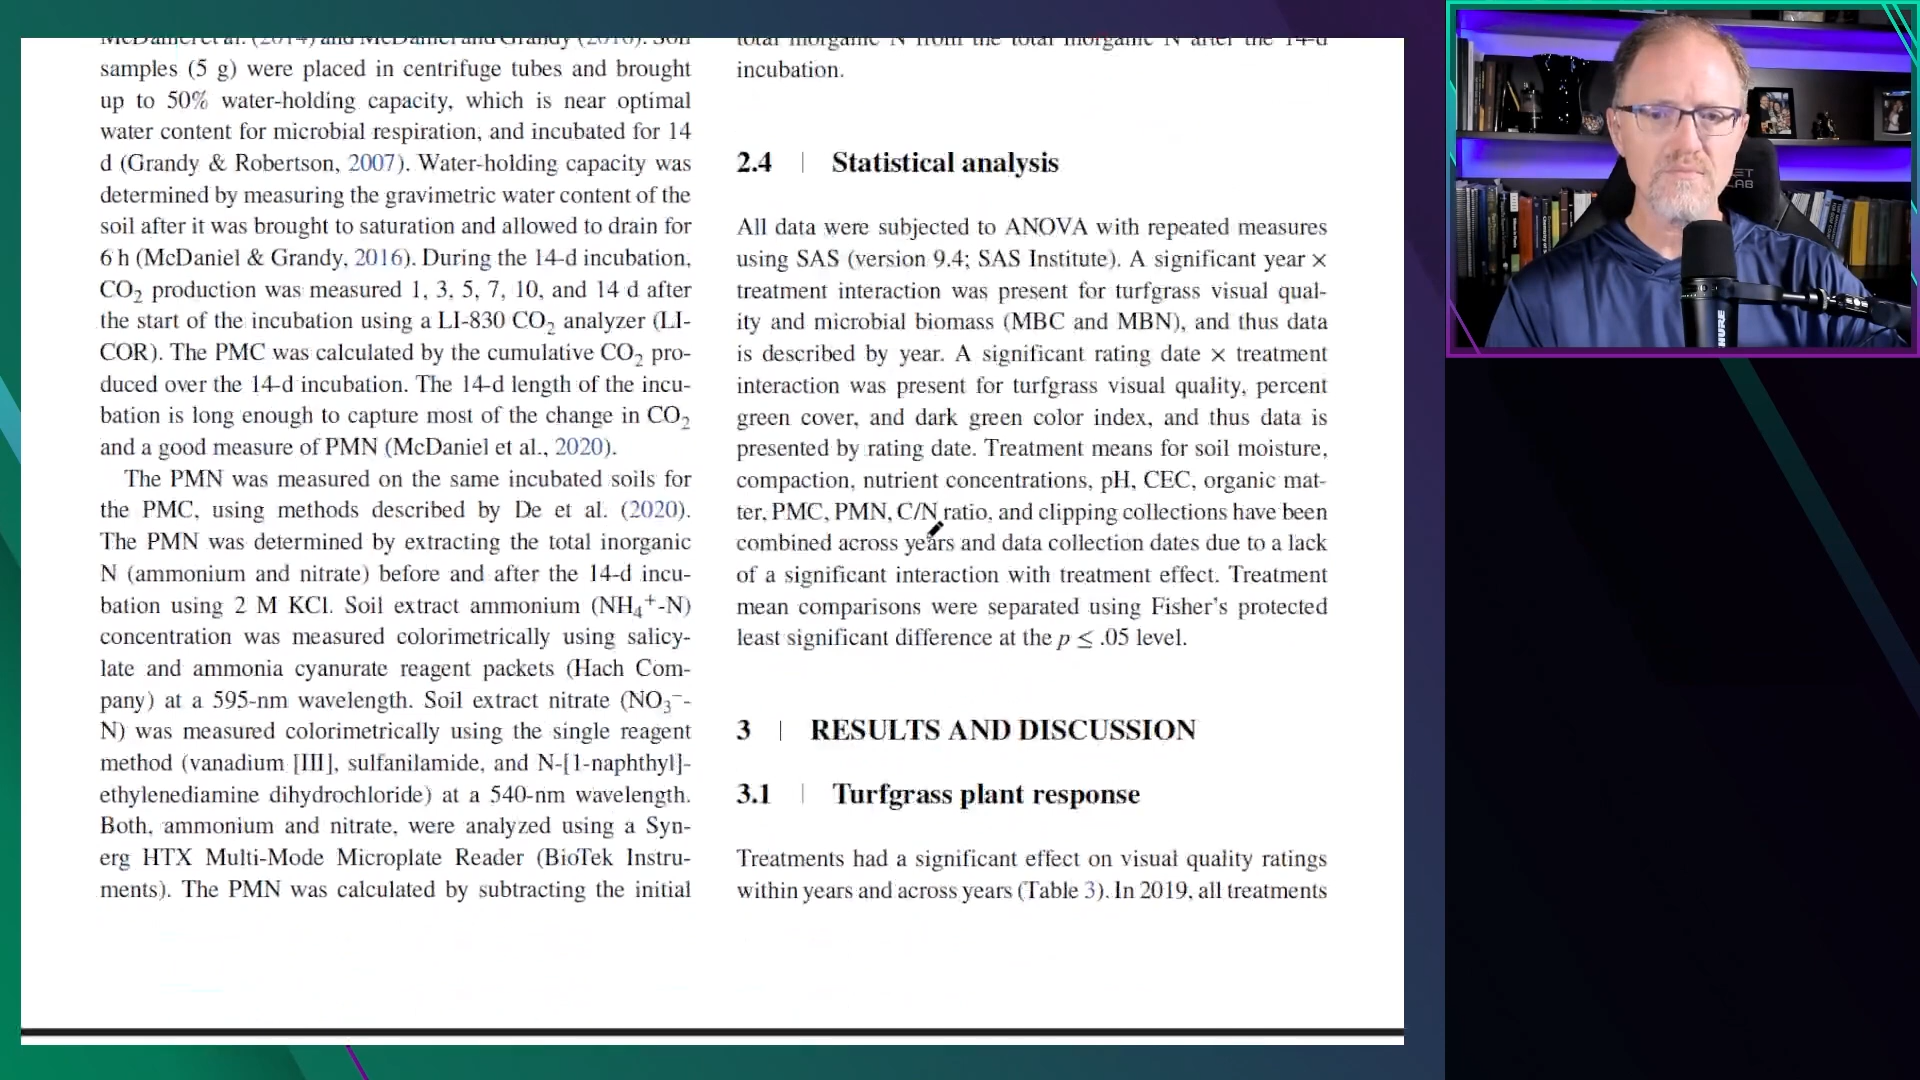 McDaniel et al. (2014) and McDaniel and Grandy (2016). Soil
samples (5 g) were placed in centrifuge tubes and brought
up to 50% water-holding capacity, which is near optimal
water content for microbial respiration, and incubated for 14
d (Grandy & Robertson, 2007). Water-holding capacity was
determined by measuring the gravimetric water content of the
soil after it was brought to saturation and allowed to drain for
6 h (McDaniel & Grandy, 2016). During the 14-d incubation,
CO₂ production was measured 1, 3, 5, 7, 10, and 14 d after
the start of the incubation using a LI-830 CO₂ analyzer (LI-
COR). The PMC was calculated by the cumulative CO₂ pro-
duced over the 14-d incubation. The 14-d length of the incu-
bation is long enough to capture most of the change in CO₂
and a good measure of PMN (McDaniel et al., 2020).
The PMN was measured on the same incubated soils for
the PMC, using methods described by De et al. (2020).
The PMN was determined by extracting the total inorganic
N (ammonium and nitrate) before and after the 14-d incu-
bation using 2 M KCl. Soil extract ammonium (NH₄⁺-N)
concentration was measured colorimetrically using salicy-
late and ammonia cyanurate reagent packets (Hach Com-
pany) at a 595-nm wavelength. Soil extract nitrate (NO₃⁻-
N) was measured colorimetrically using the single reagent
method (vanadium [III], sulfanilamide, and N-[1-naphthyl]-
ethylenediamine dihydrochloride) at a 540-nm wavelength.
Both, ammonium and nitrate, were analyzed using a Syn-
erg HTX Multi-Mode Microplate Reader (BioTek Instru-
ments). The PMN was calculated by subtracting the initial
total inorganic N from the total inorganic N after the 14-d
incubation.
2.4 | Statistical analysis
All data were subjected to ANOVA with repeated measures
using SAS (version 9.4; SAS Institute). A significant year ×
treatment interaction was present for turfgrass visual qual-
ity and microbial biomass (MBC and MBN), and thus data
is described by year. A significant rating date × treatment
interaction was present for turfgrass visual quality, percent
green cover, and dark green color index, and thus data is
presented by rating date. Treatment means for soil moisture,
compaction, nutrient concentrations, pH, CEC, organic mat-
ter, PMC, PMN, C/N ratio, and clipping collections have been
combined across years and data collection dates due to a lack
of a significant interaction with treatment effect. Treatment
mean comparisons were separated using Fisher's protected
least significant difference at the p ≤ .05 level.
3 | RESULTS AND DISCUSSION
3.1 | Turfgrass plant response
Treatments had a significant effect on visual quality ratings
within years and across years (Table 3). In 2019, all treatments